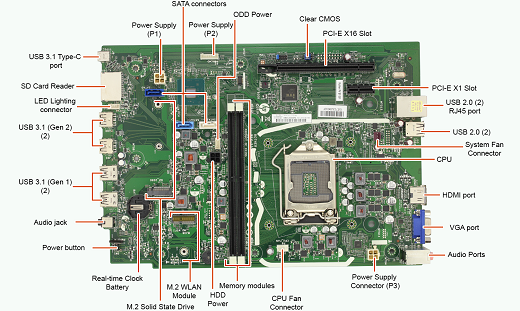 SATA connectors
ODD Power
Power Supply
(P1)
Power Supply
(P2)
Clear CMOS
PCI-E X16 Slot
USB 3.1 Type-C
port
SD Card Reader
PCI-E X1 Slot
LED Lighting
connector
USB 2.0 (2)
RJ45 port
USB 3.1 (Gen 2)
(2)
USB 2.0 (2)
System Fan
Connector
CPU
USB 3.1 (Gen 1)
(2)
HDMI port
Audio jack
VGA port
Power button
Audio Ports
Real-time Clock
Battery
M.2 WLAN
Module
M.2 Solid State Drive
HDD
Power
Memory modules
CPU Fan
Connector
Power Supply
Connector (P3)